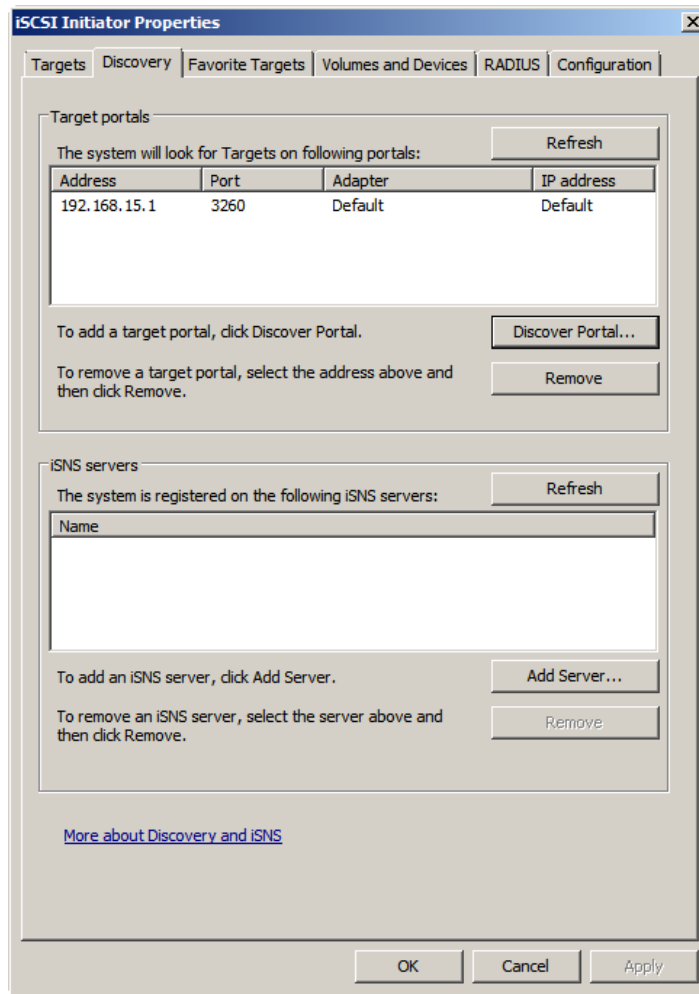 iSCSI Initiator Properties
Targets Discovery Favorite Targets Volumes and Devices RADIUS Configuration
Target portals
Refresh
The system will look for Targets on following portals:
Address Port Adapter IP address
192.168.15.1 3260 Default Default
To add a target portal, click Discover Portal.
Discover Portal...
To remove a target portal, select the address above and
then click Remove.
Remove
iSNS servers
Refresh
The system is registered on the following iSNS servers:
Name
To add an iSNS server, click Add Server.
Add Server...
To remove an iSNS server, select the server above and
then click Remove.
Remove
More about Discovery and iSNS
OK Cancel Apply